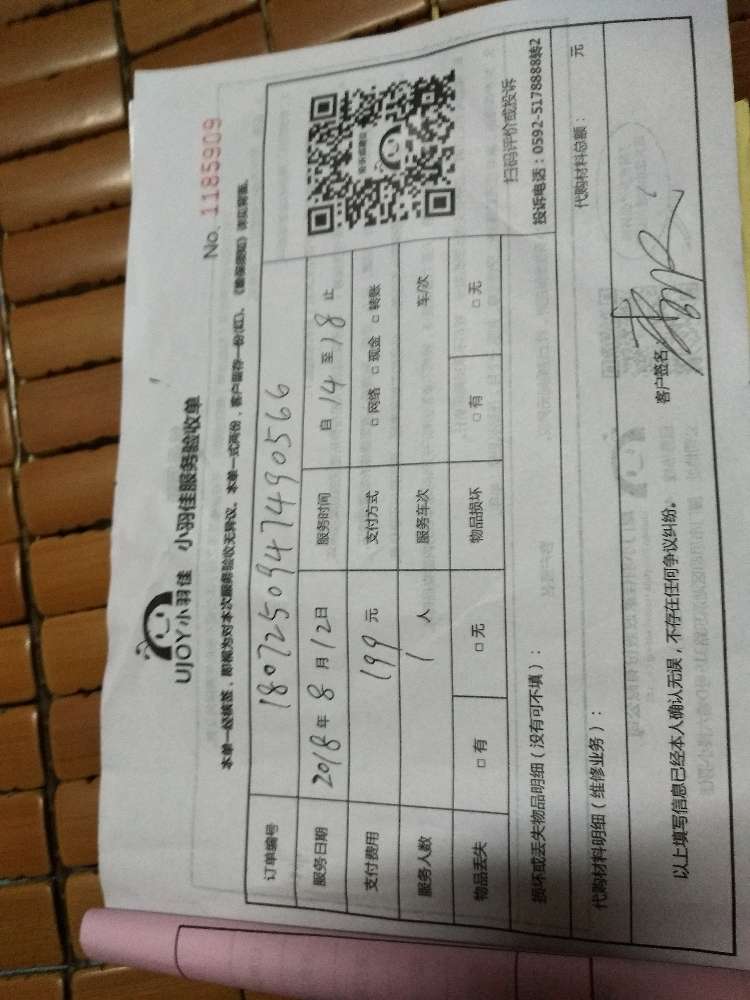 UJOY小羽佳 小羽佳服务验收单
No. 1185909
本单一经核签，即视为对本次服务验收无异议。本单一式两份，客户留存一份(红)。
订单编号 180725094749 0566
服务日期 2018年8月12日 服务时间 自14至18止
支付费用 199元 支付方式 □网络 □现金 □转账
服务人数 1人 服务车次 车/次
物品丢失 □有 □无 物品损坏 □有 □无
扫码评价或投诉
投诉电话：0592-5178888转2
损坏或丢失物品明细（没有可不填）：
代购材料明细（维修业务）： 代购材料总额： 元
以上填写信息已经本人确认无误，不存在任何争议纠纷。 客户签名